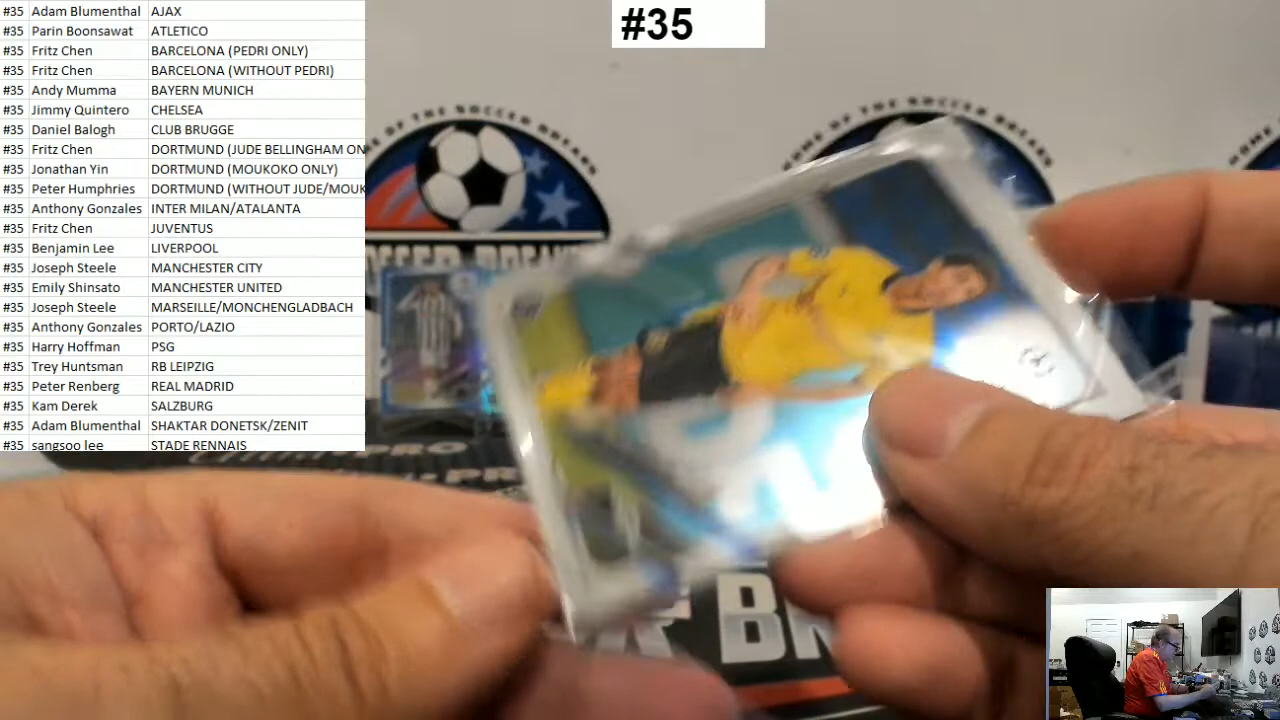 #35
#35 Adam Blumenthal AJAX
#35 Parin Boonsawat ATLETICO
#35 Fritz Chen BARCELONA (PEDRI ONLY)
#35 Fritz Chen BARCELONA (WITHOUT PEDRI)
#35 Andy Mumma BAYERN MUNICH
#35 Jimmy Quintero CHELSEA
#35 Daniel Balogh CLUB BRUGGE
#35 Fritz Chen DORTMUND (JUDE BELLINGHAM ON
#35 Jonathan Yin DORTMUND (MOUKOKO ONLY)
#35 Peter Humphries DORTMUND (WITHOUT JUDE/MOUK
#35 Anthony Gonzales INTER MILAN/ATALANTA
#35 Fritz Chen JUVENTUS
#35 Benjamin Lee LIVERPOOL
#35 Joseph Steele MANCHESTER CITY
#35 Emily Shinsato MANCHESTER UNITED
#35 Joseph Steele MARSEILLE/MONCHENGLADBACH
#35 Anthony Gonzales PORTO/LAZIO
#35 Harry Hoffman PSG
#35 Trey Huntsman RB LEIPZIG
#35 Peter Renberg REAL MADRID
#35 Kam Derek SALZBURG
#35 Adam Blumenthal SHAKTAR DONETSK/ZENIT
#35 sangsoo lee STADE RENNAIS
OF THE SOCCER BREAKS